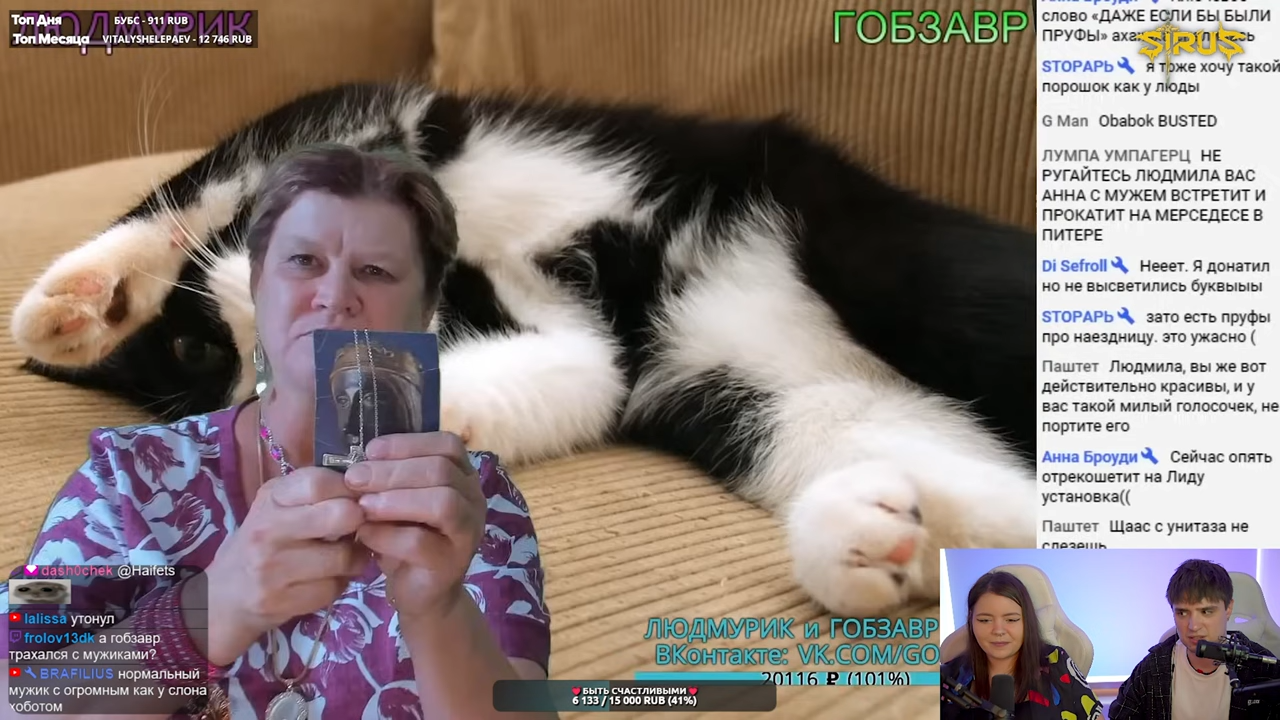 ЛЮДМУРИК
Топ Дня
БУБС - 911 RUB
Топ Месяца
VITALYSHELEPAEV - 12 746 RUB
ГОБЗАВР
SIRUS
слово «ДАЖЕ ЕСЛИ БЫ БЫЛИ
ПРУФЫ»
STOPАРЬ я тоже хочу такой
порошок как у люды
G Man Obabok BUSTED
ЛУМПА УМПАГЕРЦ НЕ
РУГАЙТЕСЬ ЛЮДМИЛА ВАС
АННА С МУЖЕМ ВСТРЕТИТ И
ПРОКАТИТ НА МЕРСЕДЕСЕ В
ПИТЕРЕ
Di Sefroll Нееет. Я донатил
но не высветились буквыыы
STOPАРЬ зато есть пруфы
про наездницу. это ужасно (
Паштет Людмила, вы же вот
действительно красивы, и у
вас такой милый голосочек, не
портите его
Анна Броуди Сейчас опять
отрекошетит на Лиду
установка((
Паштет Щаас с унитаза не
слезешь
dash0chek @Haifets
lalissa утонул
frolov13dk а гобзавр
трахался с мужиками?
BRAFILIUS нормальный
мужик с огромным как у слона
хоботом
ЛЮДМУРИК и ГОБЗАВР
ВКонтакте: VK.COM/GO
20116 ₽ (101%)
БЫТЬ СЧАСТЛИВЫМИ
6 133 / 15 000 RUB (41%)